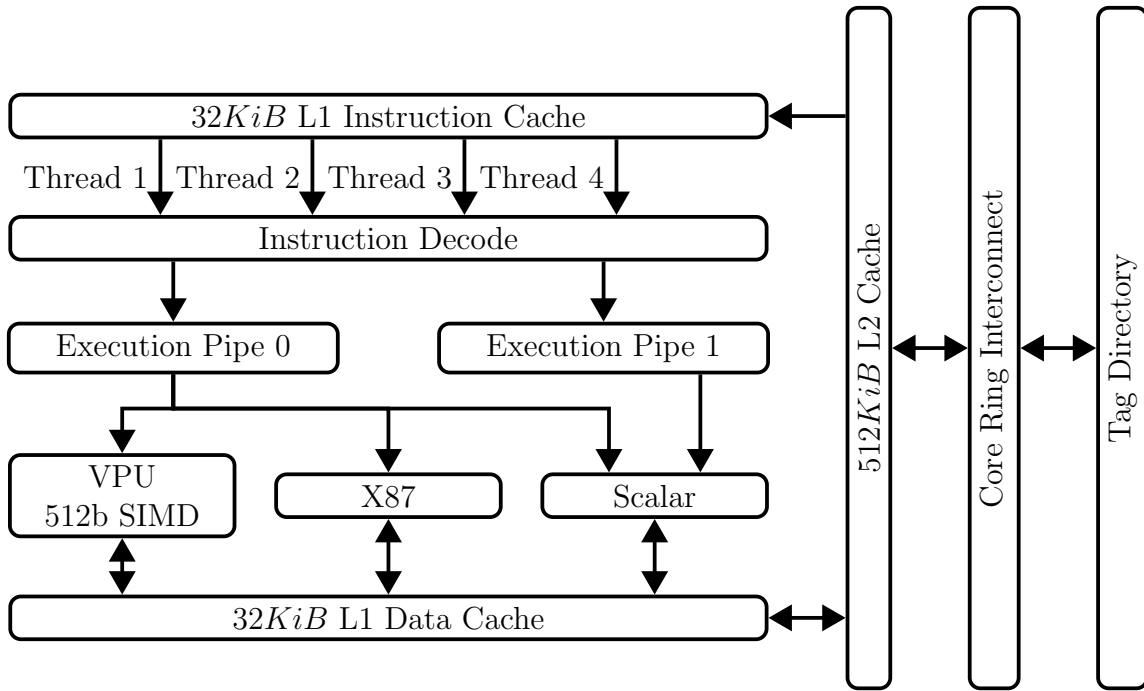 32KiB L1 Instruction Cache
Thread 1 Thread 2 Thread 3 Thread 4
Instruction Decode
Execution Pipe 0
Execution Pipe 1
VPU
512b SIMD
X87
Scalar
32KiB L1 Data Cache
512KiB L2 Cache
Core Ring Interconnect
Tag Directory